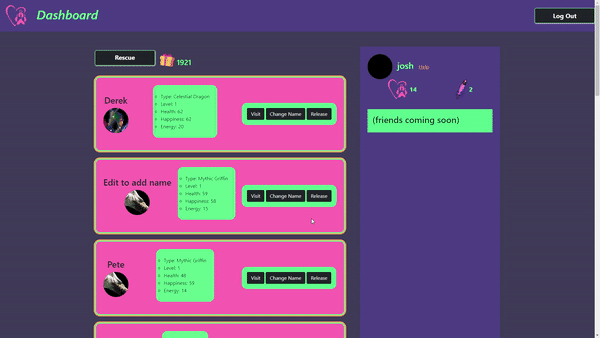 Dashboard
Log Out
Rescue
1921
Derek
Type: Celestial Dragon
Level: 1
Health: 62
Happiness: 62
Energy: 20
Visit
Change Name
Release
Edit to add name
Type: Mythic Griffin
Level: 1
Health: 59
Happiness: 58
Energy: 15
Visit
Change Name
Release
Pete
Type: Mythic Griffin
Level: 1
Health: 48
Happiness: 59
Energy: 14
Visit
Change Name
Release
josh
title
14
2
(friends coming soon)